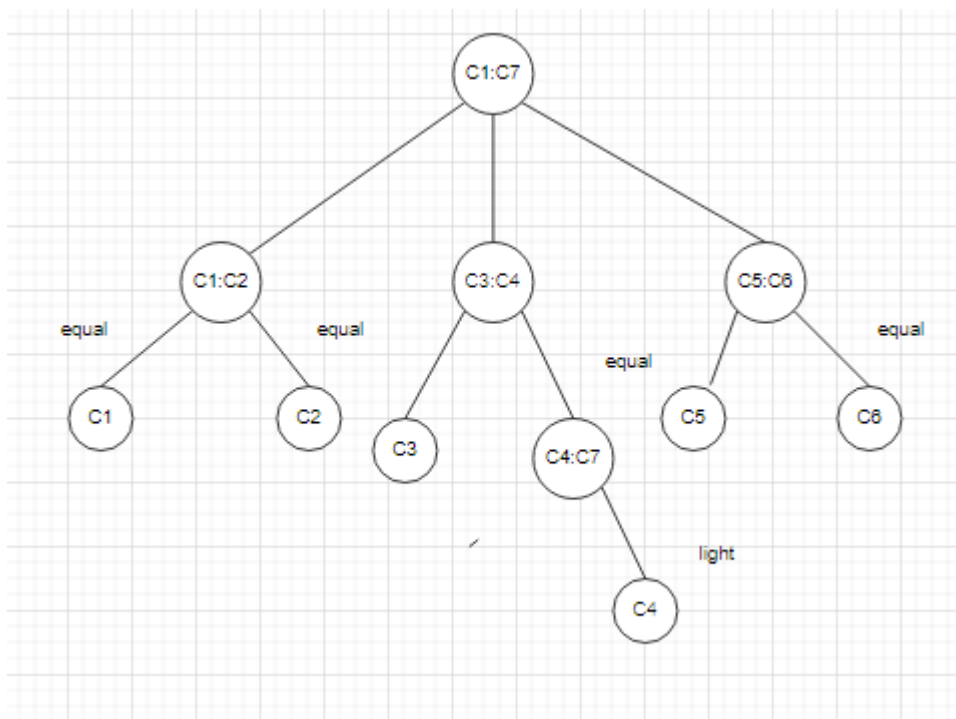 C1:C7
C1:C2
C3:C4
C5:C6
equal
equal
equal
equal
C1
C2
C3
C4:C7
C5
C6
light
C4